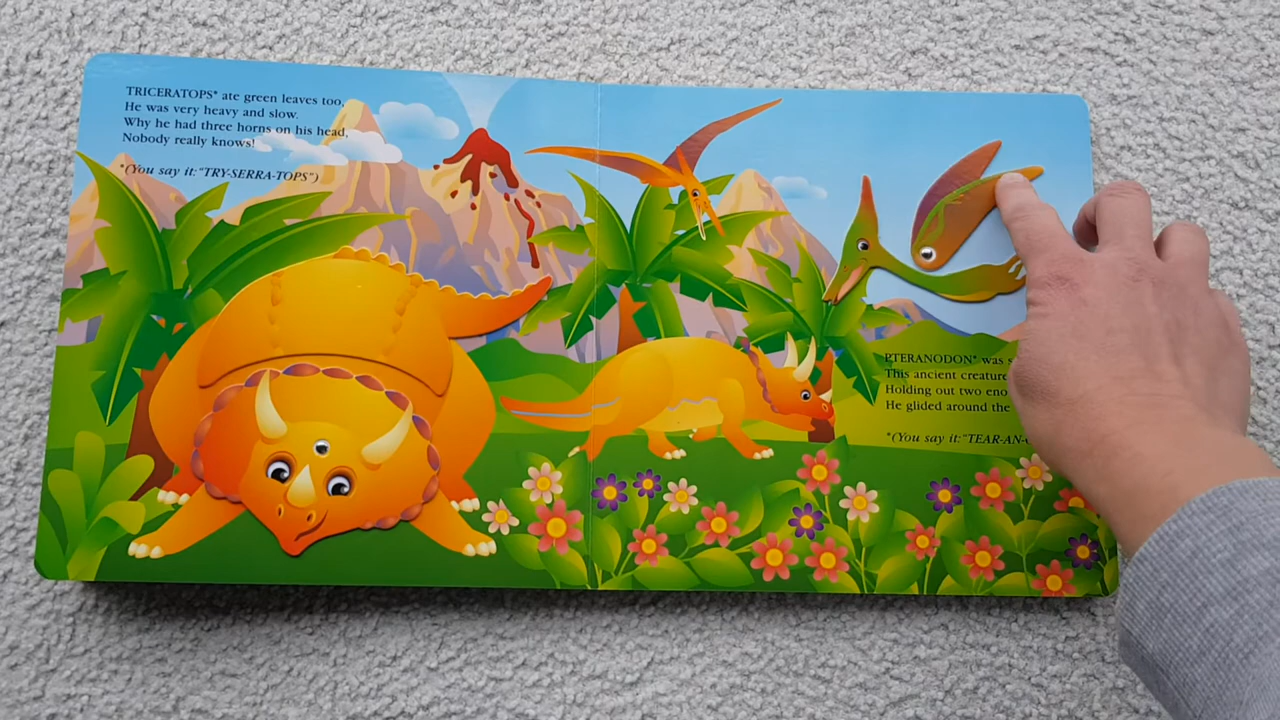 TRICERATOPS* ate green leaves too,
He was very heavy and slow.
Why he had three horns on his head,
Nobody really knows!
*(You say it:"TRY-SERRA-TOPS")
PTERANODON* was
This ancient creature
Holding out two
He glided around the
*(You say it:"TEAR-AN-